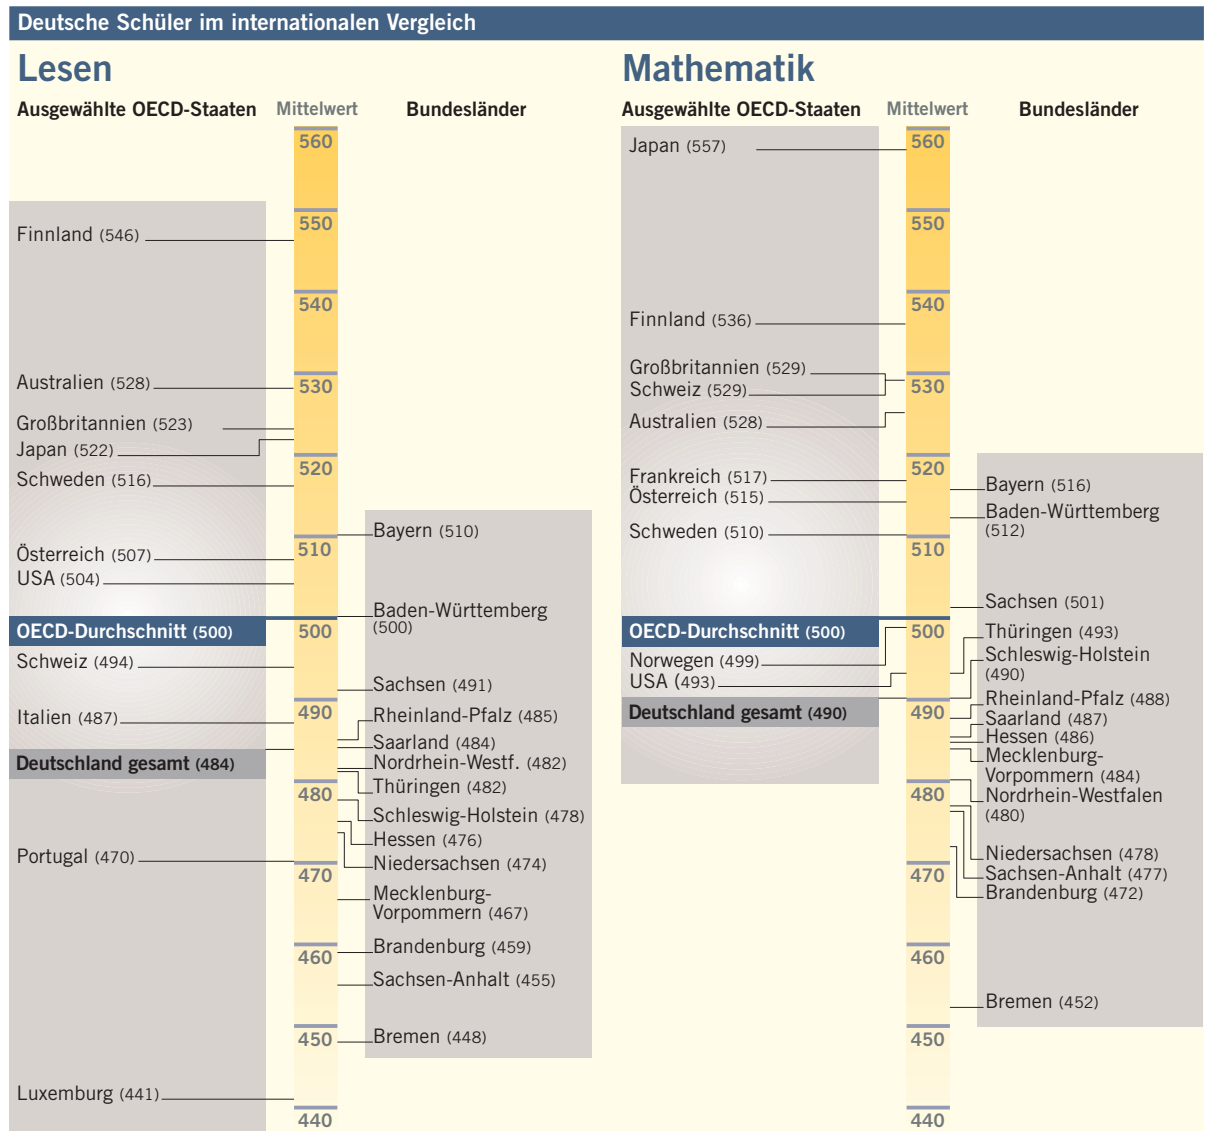 Deutsche Schüler im internationalen Vergleich
Lesen
Ausgewählte OECD-Staaten
Mittelwert
Bundesländer
560
550
Finnland (546)
540
Australien (528)
530
Großbritannien (523)
Japan (522)
520
Schweden (516)
Bayern (510)
Österreich (507)
510
USA (504)
Baden-Württemberg
(500)
OECD-Durchschnitt (500)
500
Schweiz (494)
Sachsen (491)
Italien (487)
490
Rheinland-Pfalz (485)
Saarland (484)
Deutschland gesamt (484)
Nordrhein-Westf. (482)
Thüringen (482)
480
Schleswig-Holstein (478)
Hessen (476)
Portugal (470)
Niedersachsen (474)
470
Mecklenburg-
Vorpommern (467)
Brandenburg (459)
460
Sachsen-Anhalt (455)
Bremen (448)
450
Luxemburg (441)
440
Mathematik
Ausgewählte OECD-Staaten
Mittelwert
Bundesländer
Japan (557)
560
550
540
Finnland (536)
Großbritannien (529)
530
Schweiz (529)
Australien (528)
520
Frankreich (517)
Bayern (516)
Österreich (515)
Baden-Württemberg
(512)
Schweden (510)
510
Sachsen (501)
OECD-Durchschnitt (500)
500
Thüringen (493)
Norwegen (499)
Schleswig-Holstein
(490)
USA (493)
Rheinland-Pfalz (488)
Deutschland gesamt (490)
490
Saarland (487)
Hessen (486)
Mecklenburg-
Vorpommern (484)
480
Nordrhein-Westfalen
(480)
Niedersachsen (478)
470
Sachsen-Anhalt (477)
Brandenburg (472)
460
Bremen (452)
450
440